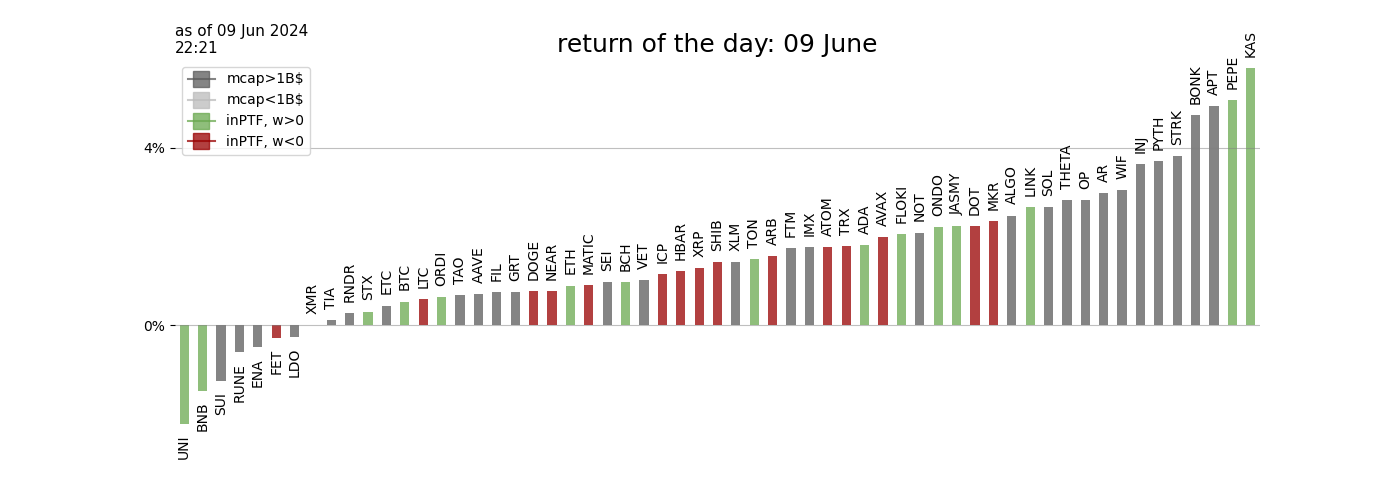 as of 09 Jun 2024
22:21
return of the day: 09 June
mcap>1B$
mcap<1B$
inPTF, w>0
inPTF, w<0
4%
0%
UNI
BNB
SUI
RUNE
ENA
FET
LDO
XMR
TIA
RNDR
STX
ETC
BTC
LTC
ORDI
TAO
AAVE
FIL
GRT
DOGE
NEAR
ETH
MATIC
SEI
BCH
VET
ICP
HBAR
XRP
SHIB
XLM
TON
ARB
FTM
IMX
ATOM
TRX
ADA
AVAX
FLOKI
NOT
ONDO
JASMY
DOT
MKR
ALGO
LINK
SOL
THETA
OP
AR
WIF
INJ
PYTH
STRK
BONK
APT
PEPE
KAS